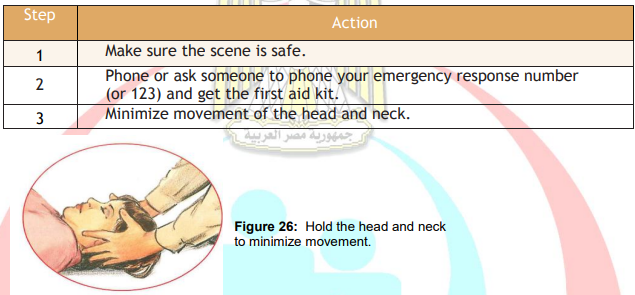 Step Action
1 Make sure the scene is safe.
2 Phone or ask someone to phone your emergency response number
(or 123) and get the first aid kit.
3 Minimize movement of the head and neck.
جمهورية مصر العربية
Figure 26: Hold the head and neck
to minimize movement.